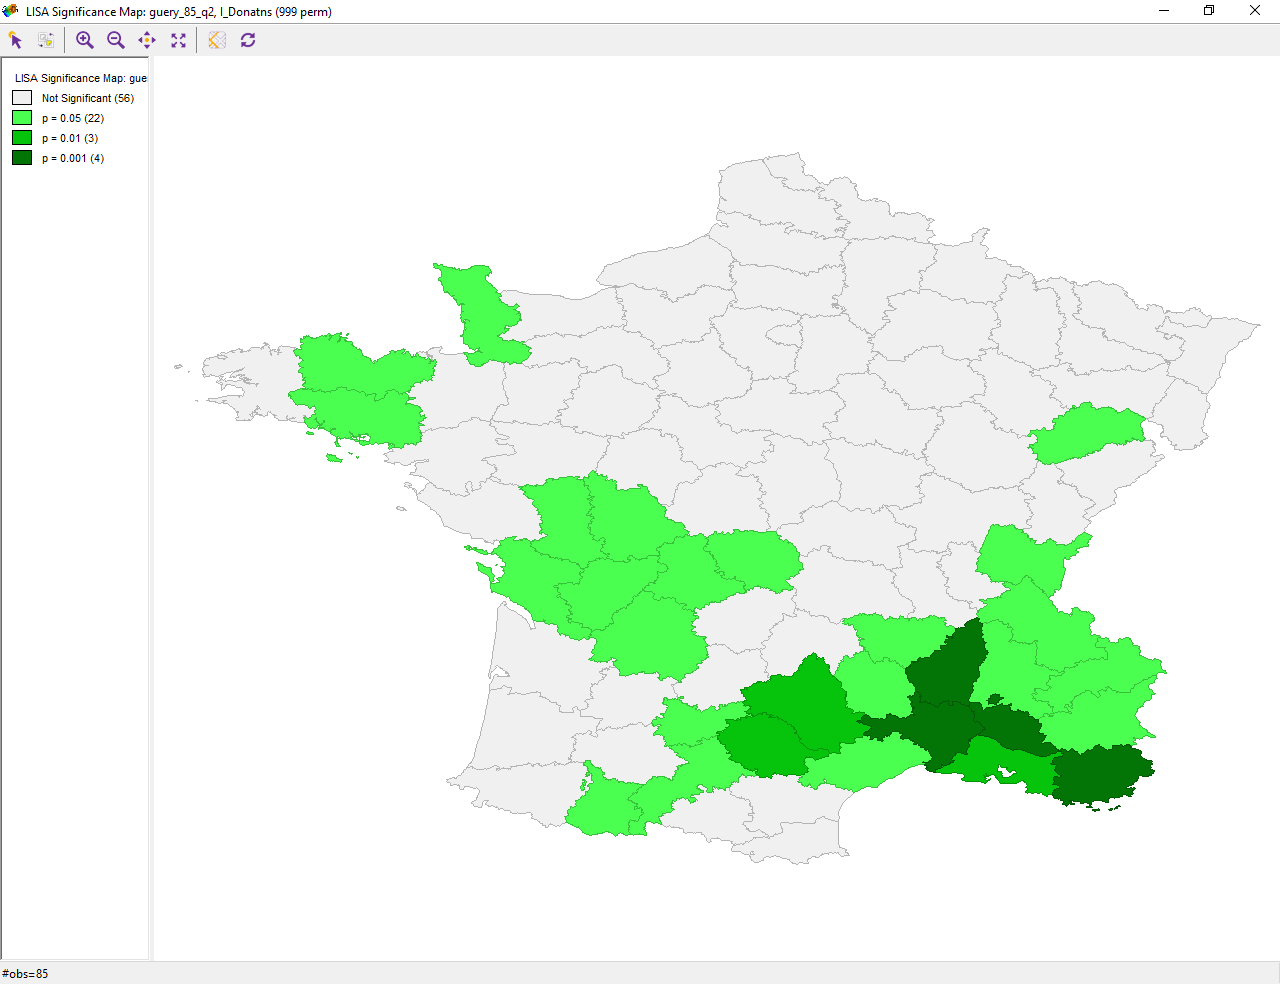 LISA Significance Map: guery_85_q2, I_Donatns (999 perm)
LISA Significance Map: gue
Not Significant (56)
p = 0.05 (22)
p = 0.01 (3)
p = 0.001 (4)
#obs=85